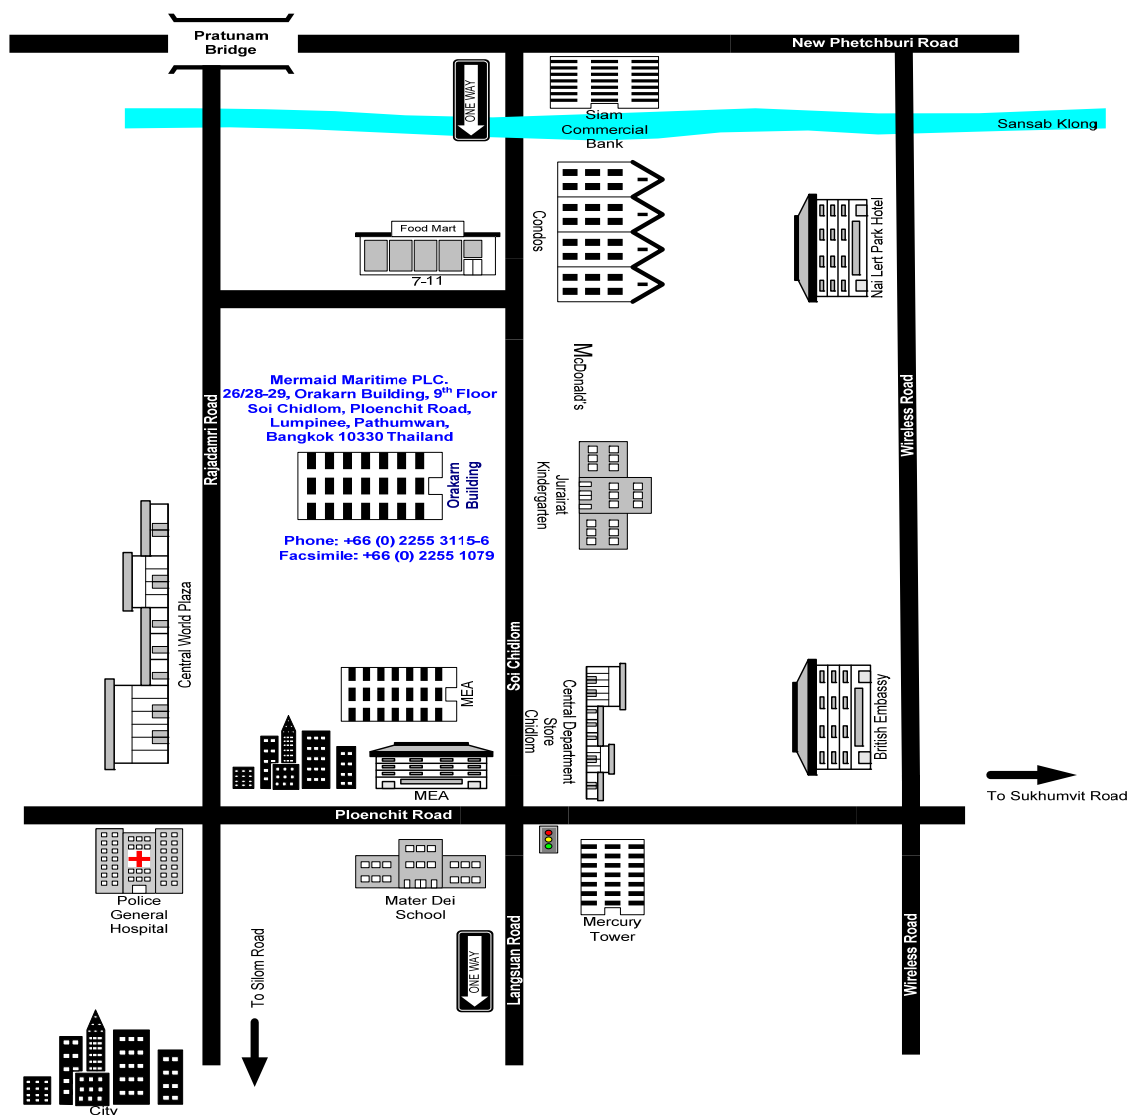 Pratunam
Bridge
New Phetchburi Road
ONE WAY
Siam
Commercial
Bank
Sansab Klong
Food Mart
7-11
Condos
Nai Lert Park Hotel
McDonald's
Mermaid Maritime PLC.
26/28-29, Orakarn Building, 9th Floor
Soi Chidlom, Ploenchit Road,
Lumpinee, Pathumwan,
Bangkok 10330 Thailand
Rajadamri Road
Wireless Road
Orakarn
Building
Jurairat
Kindergarten
Phone: +66 (0) 2255 3115-6
Facsimile: +66 (0) 2255 1079
Central World Plaza
Soi Chidlom
MEA
Central Department
Store
Chidlom
British Embassy
MEA
To Sukhumvit Road
Ploenchit Road
Police
General
Hospital
Mater Dei
School
Mercury
Tower
To Silom Road
ONE WAY
Langsuan Road
Wireless Road
City